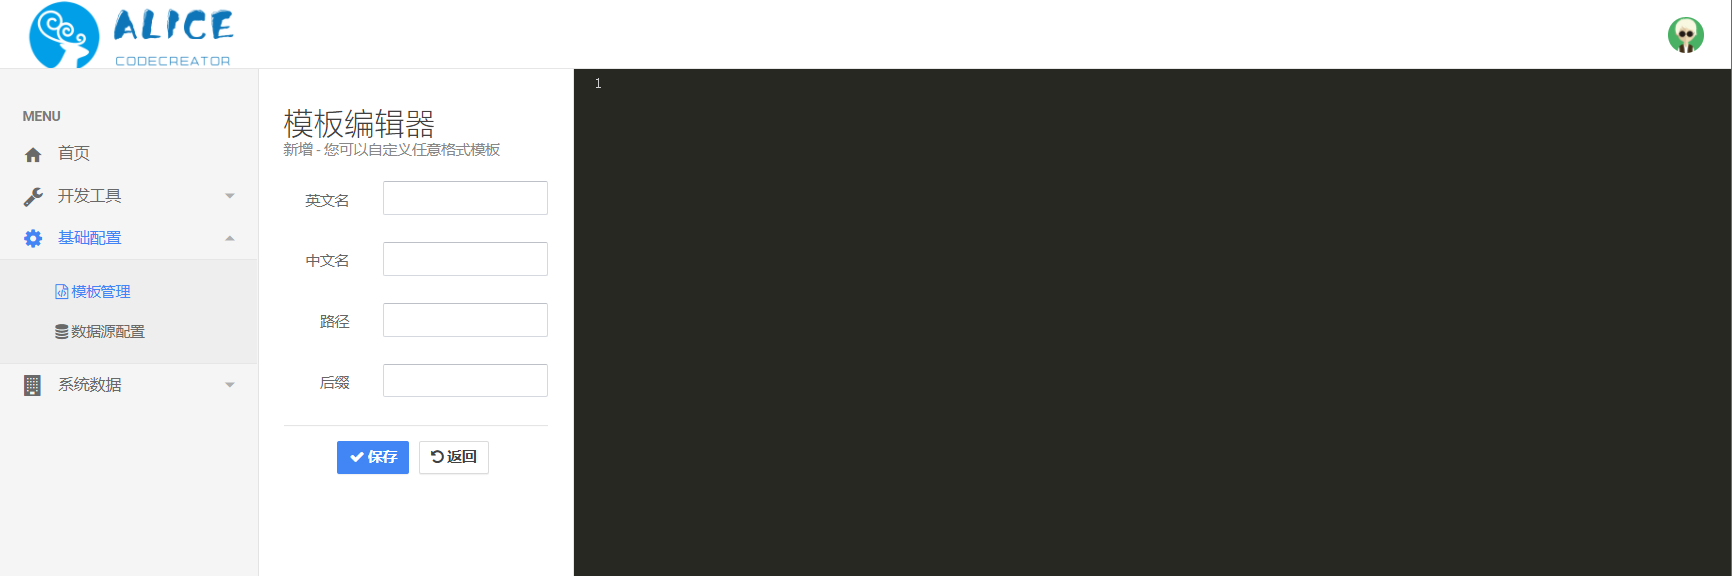 ALICE
CODECREATOR
MENU
首页
开发工具
基础配置
模板管理
数据源配置
系统数据
模板编辑器
新增 - 您可以自定义任意格式模板
英文名
中文名
路径
后缀
保存 返回
1